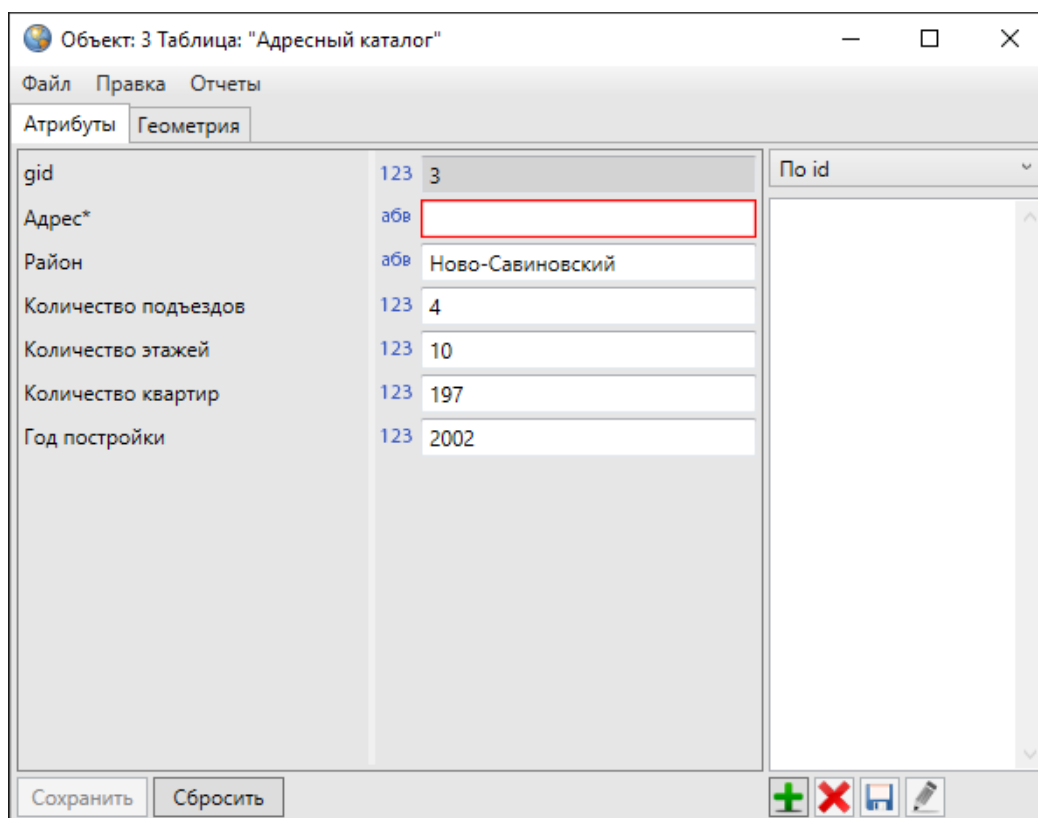 Объект: 3 Таблица: "Адресный каталог"
Файл Правка Отчеты
Атрибуты Геометрия
gid 123 3 По id
Адрес* абв
Район абв Ново-Савиновский
Количество подъездов 123 4
Количество этажей 123 10
Количество квартир 123 197
Год постройки 123 2002
Сохранить Сбросить